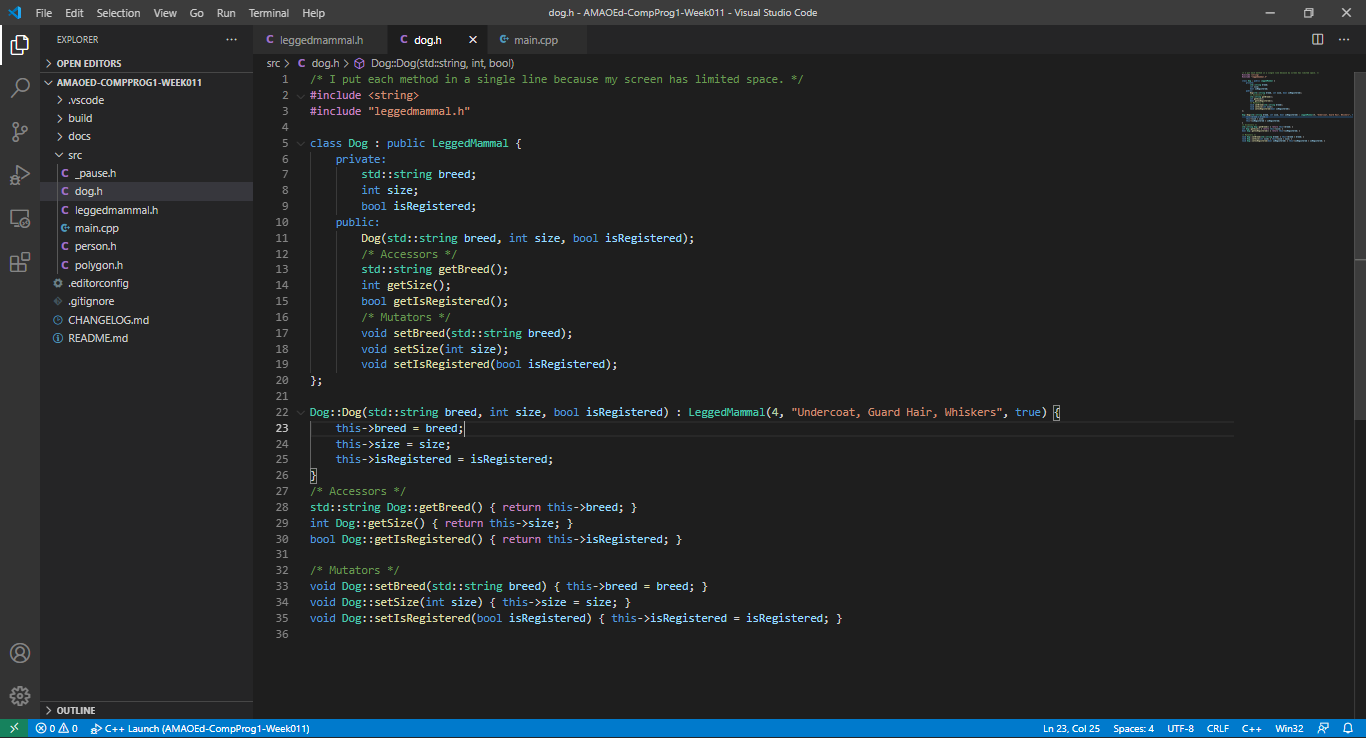 File Edit Selection View Go Run Terminal Help
dog.h - AMAOEd-CompProg1-Week011 - Visual Studio Code
EXPLORER
OPEN EDITORS
AMAOED-COMPPROG1-WEEK011
.vscode
build
docs
src
C _pause.h
C dog.h
C leggedmammal.h
C++ main.cpp
C person.h
C polygon.h
.editorconfig
.gitignore
CHANGELOG.md
README.md
OUTLINE
C leggedmammal.h C dog.h C++ main.cpp
src > C dog.h > Dog::Dog(std::string, int, bool)
1 /* I put each method in a single line because my screen has limited space. */
2 #include <string>
3 #include "leggedmammal.h"
4
5 class Dog : public LeggedMammal {
6 private:
7 std::string breed;
8 int size;
9 bool isRegistered;
10 public:
11 Dog(std::string breed, int size, bool isRegistered);
12 /* Accessors */
13 std::string getBreed();
14 int getSize();
15 bool getIsRegistered();
16 /* Mutators */
17 void setBreed(std::string breed);
18 void setSize(int size);
19 void setIsRegistered(bool isRegistered);
20 };
21
22 Dog::Dog(std::string breed, int size, bool isRegistered) : LeggedMammal(4, "Undercoat, Guard Hair, Whiskers", true) {
23 this->breed = breed;
24 this->size = size;
25 this->isRegistered = isRegistered;
26 }
27 /* Accessors */
28 std::string Dog::getBreed() { return this->breed; }
29 int Dog::getSize() { return this->size; }
30 bool Dog::getIsRegistered() { return this->isRegistered; }
31
32 /* Mutators */
33 void Dog::setBreed(std::string breed) { this->breed = breed; }
34 void Dog::setSize(int size) { this->size = size; }
35 void Dog::setIsRegistered(bool isRegistered) { this->isRegistered = isRegistered; }
36
0 0 C++ Launch (AMAOEd-CompProg1-Week011)
Ln 23, Col 25 Spaces: 4 UTF-8 CRLF C++ Win32